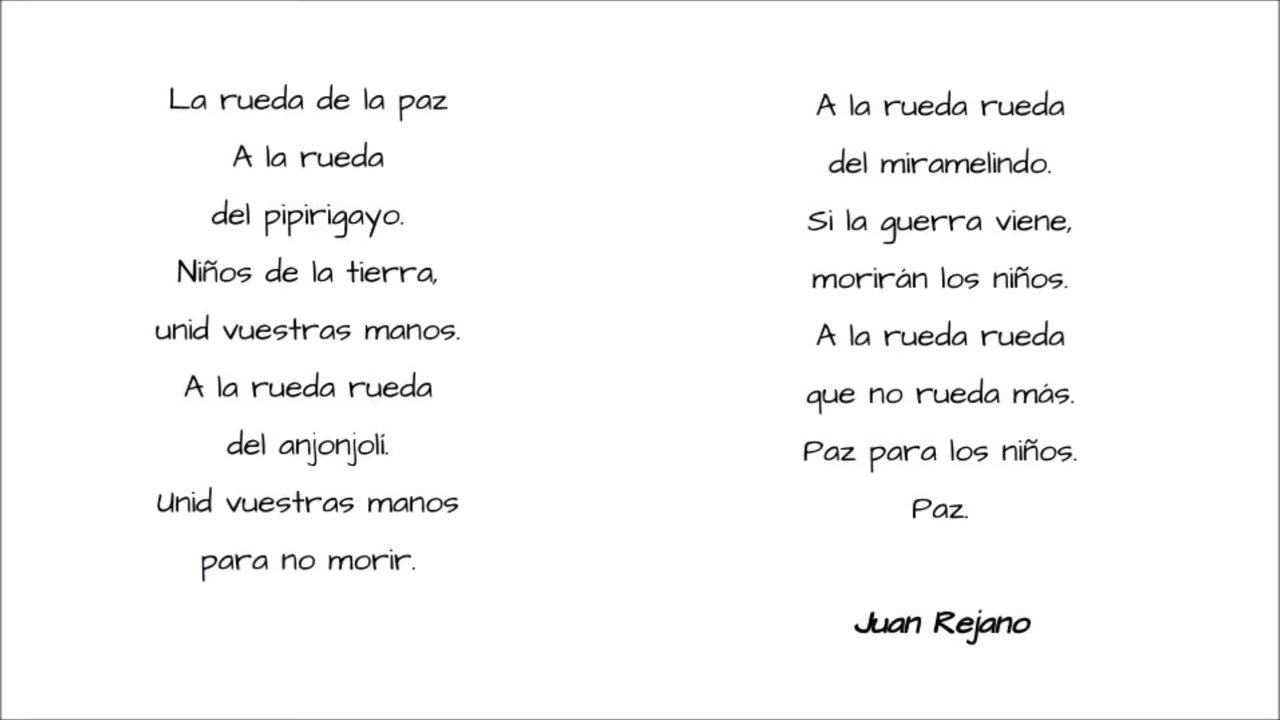 La rueda de la paz
A la rueda
del pipirigayo.
Niños de la tierra,
unid vuestras manos.
A la rueda rueda
del anjonjolí.
Unid vuestras manos
para no morir.
A la rueda rueda
del miramelindo.
Si la guerra viene,
morirán los niños.
A la rueda rueda
que no rueda más.
Paz para los niños.
Paz.
Juan Rejano